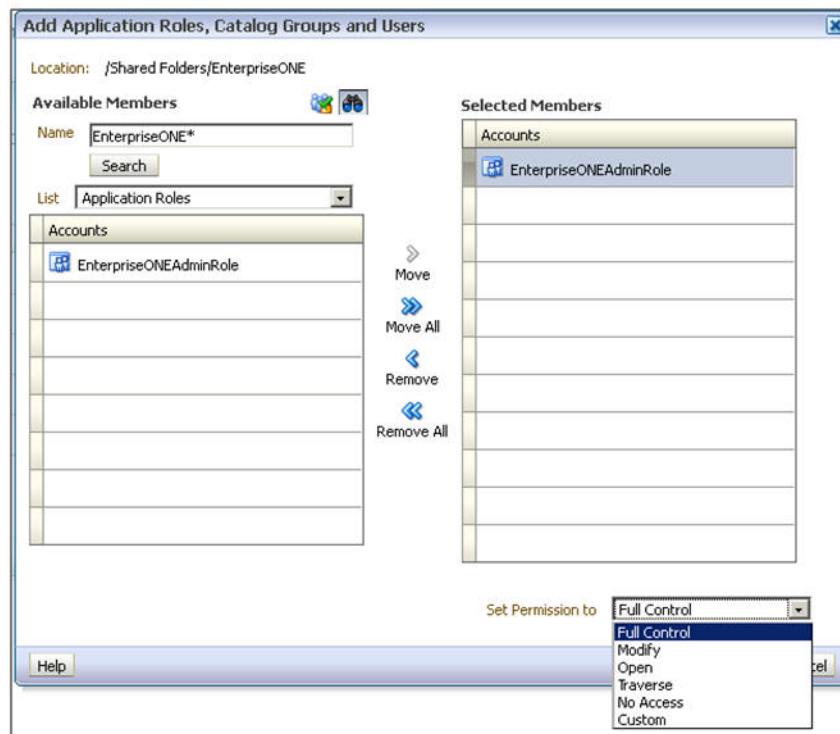 Add Application Roles, Catalog Groups and Users
Location: /Shared Folders/EnterpriseONE
Available Members
Name EnterpriseONE*
Search
List Application Roles
Accounts
EnterpriseONEAdminRole
Move
Move All
Remove
Remove All
Selected Members
Accounts
EnterpriseONEAdminRole
Set Permission to Full Control
Full Control
Modify
Open
Traverse
No Access
Custom
Help
cel